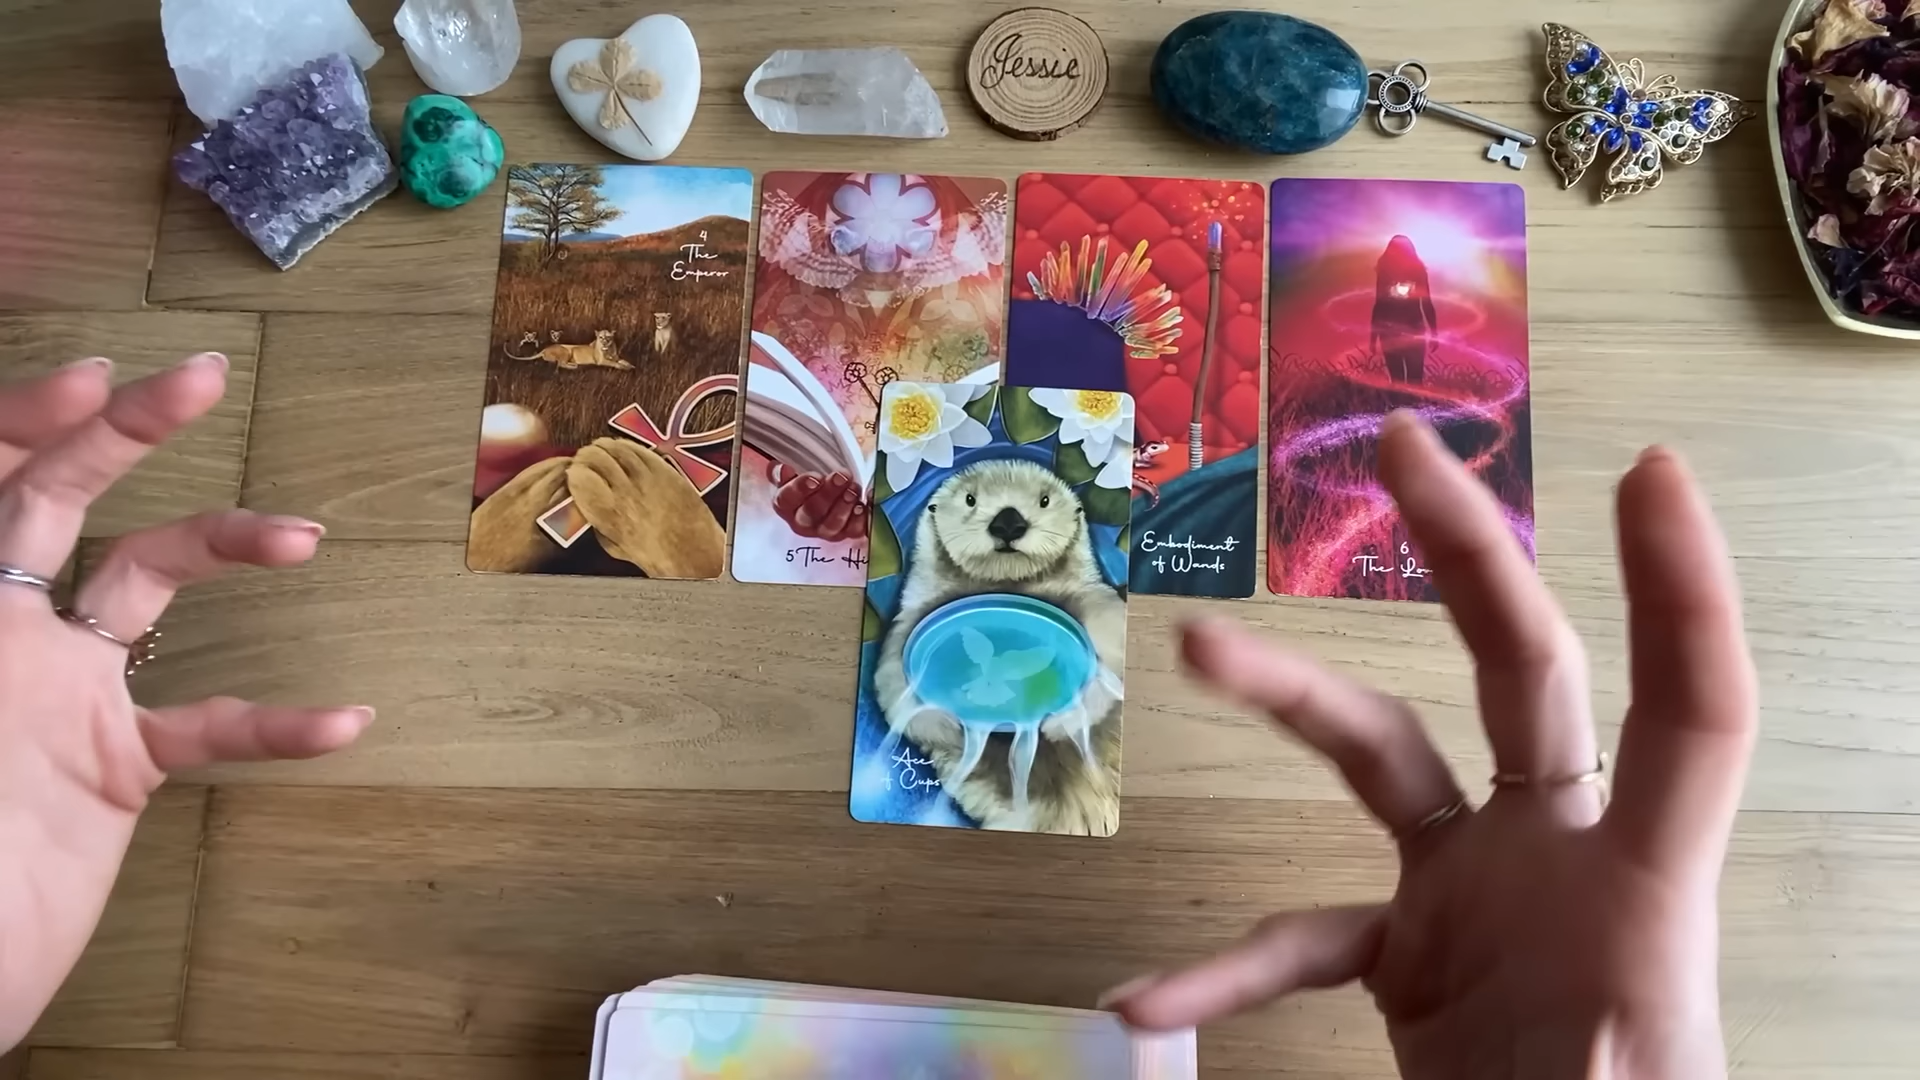 Jessie
4
The
Emperor
5 The Hi
Embodiment
of Wands
6
The Lo
Ace
of Cups